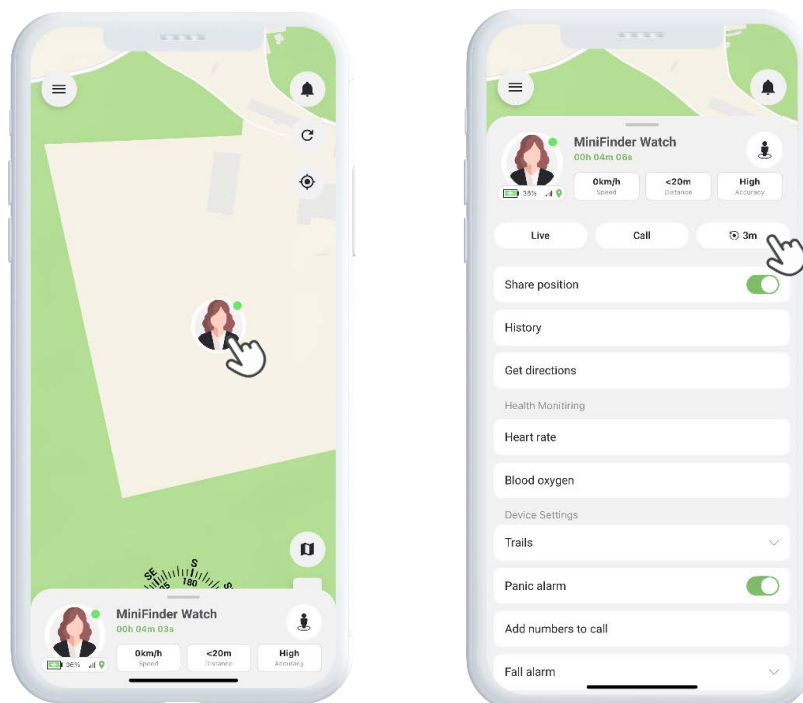 MiniFinder Watch
00h 04m 03s
36%
0km/h
Speed
<20m
Distance
High
Accuracy
SE
S
180
MiniFinder Watch
00h 04m 06s
36%
0km/h
Speed
<20m
Distance
High
Accuracy
Live
Call
3m
Share position
History
Get directions
Health Monitiring
Heart rate
Blood oxygen
Device Settings
Trails
Panic alarm
Add numbers to call
Fall alarm